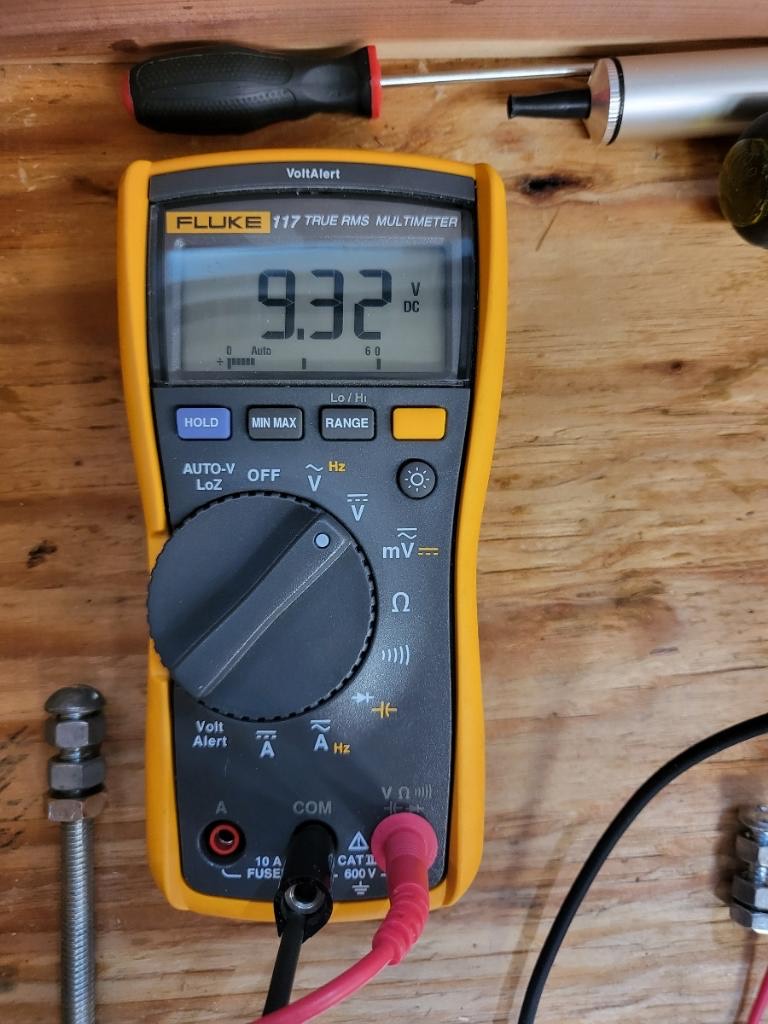 VoltAlert
FLUKE 117 TRUE RMS MULTIMETER
9.32 V DC
0 Auto 60
Lo / Hi
HOLD MIN MAX RANGE
AUTO-V LoZ OFF V Hz
V
mV
Ω
Volt Alert A A Hz
A COM V Ω
10 A FUSE CAT
600 V